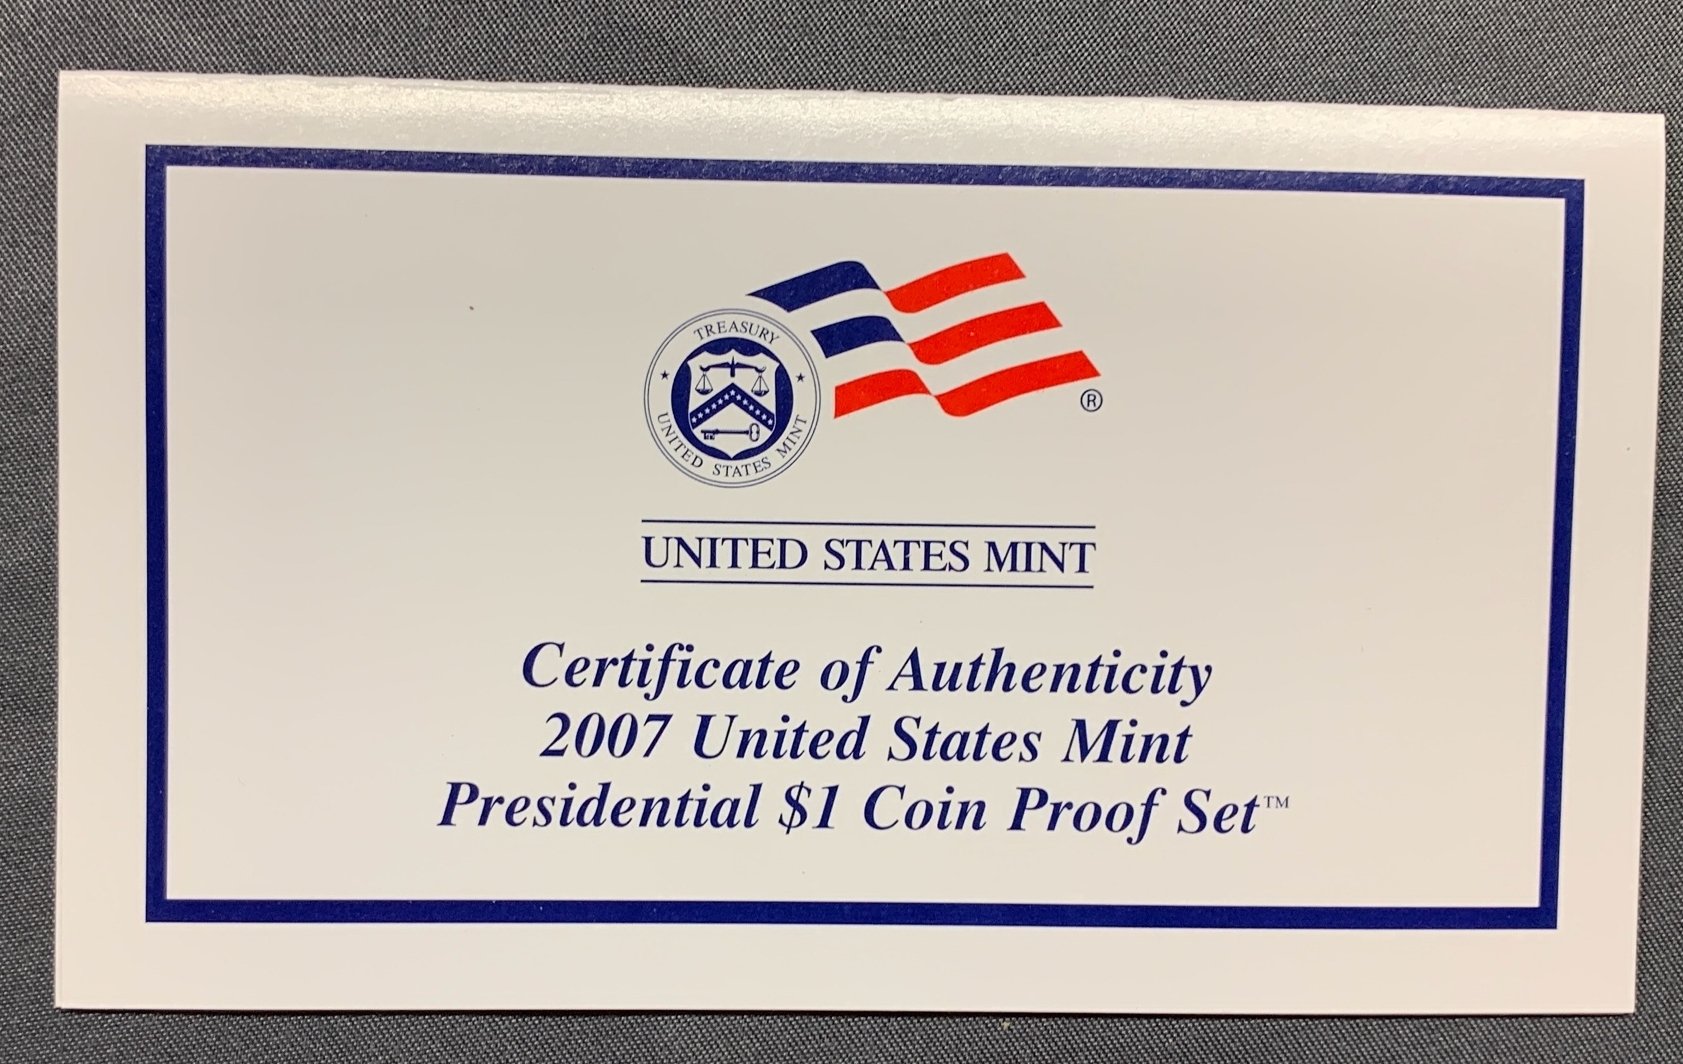 TREASURY
UNITED STATES MINT
®
UNITED STATES MINT
Certificate of Authenticity
2007 United States Mint
Presidential $1 Coin Proof Set™